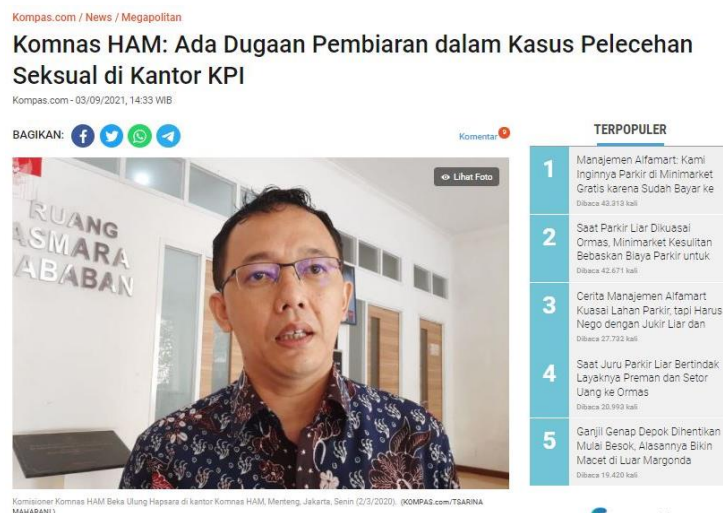 Kompas.com / News / Megapolitan
Komnas HAM: Ada Dugaan Pembiaran dalam Kasus Pelecehan
Seksual di Kantor KPI
Kompas.com - 03/09/2021, 14:33 WIB
BAGIKAN:
Komentar 9
Lihat Foto
RUANG
ASMARA
ABABAN
Komisioner Komnas HAM Beka Ulung Hapsara di kantor Komnas HAM, Menteng, Jakarta, Senin (2/3/2020). (KOMPAS.com/TSARINA
MAHARANI)
TERPOPULER
1
Manajemen Alfamart: Kami
Inginnya Parkir di Minimarket
Gratis karena Sudah Bayar ke
Dibaca 43.313 kali
2
Saat Parkir Liar Dikuasai
Ormas, Minimarket Kesulitan
Bebaskan Biaya Parkir untuk
Dibaca 42.671 kali
3
Cerita Manajemen Alfamart
Kuasai Lahan Parkir, tapi Harus
Nego dengan Jukir Liar dan
Dibaca 27.732 kali
4
Saat Juru Parkir Liar Bertindak
Layaknya Preman dan Setor
Uang ke Ormas
Dibaca 20.993 kali
5
Ganjil Genap Depok Dihentikan
Mulai Besok, Alasannya Bikin
Macet di Luar Margonda
Dibaca 19.420 kali